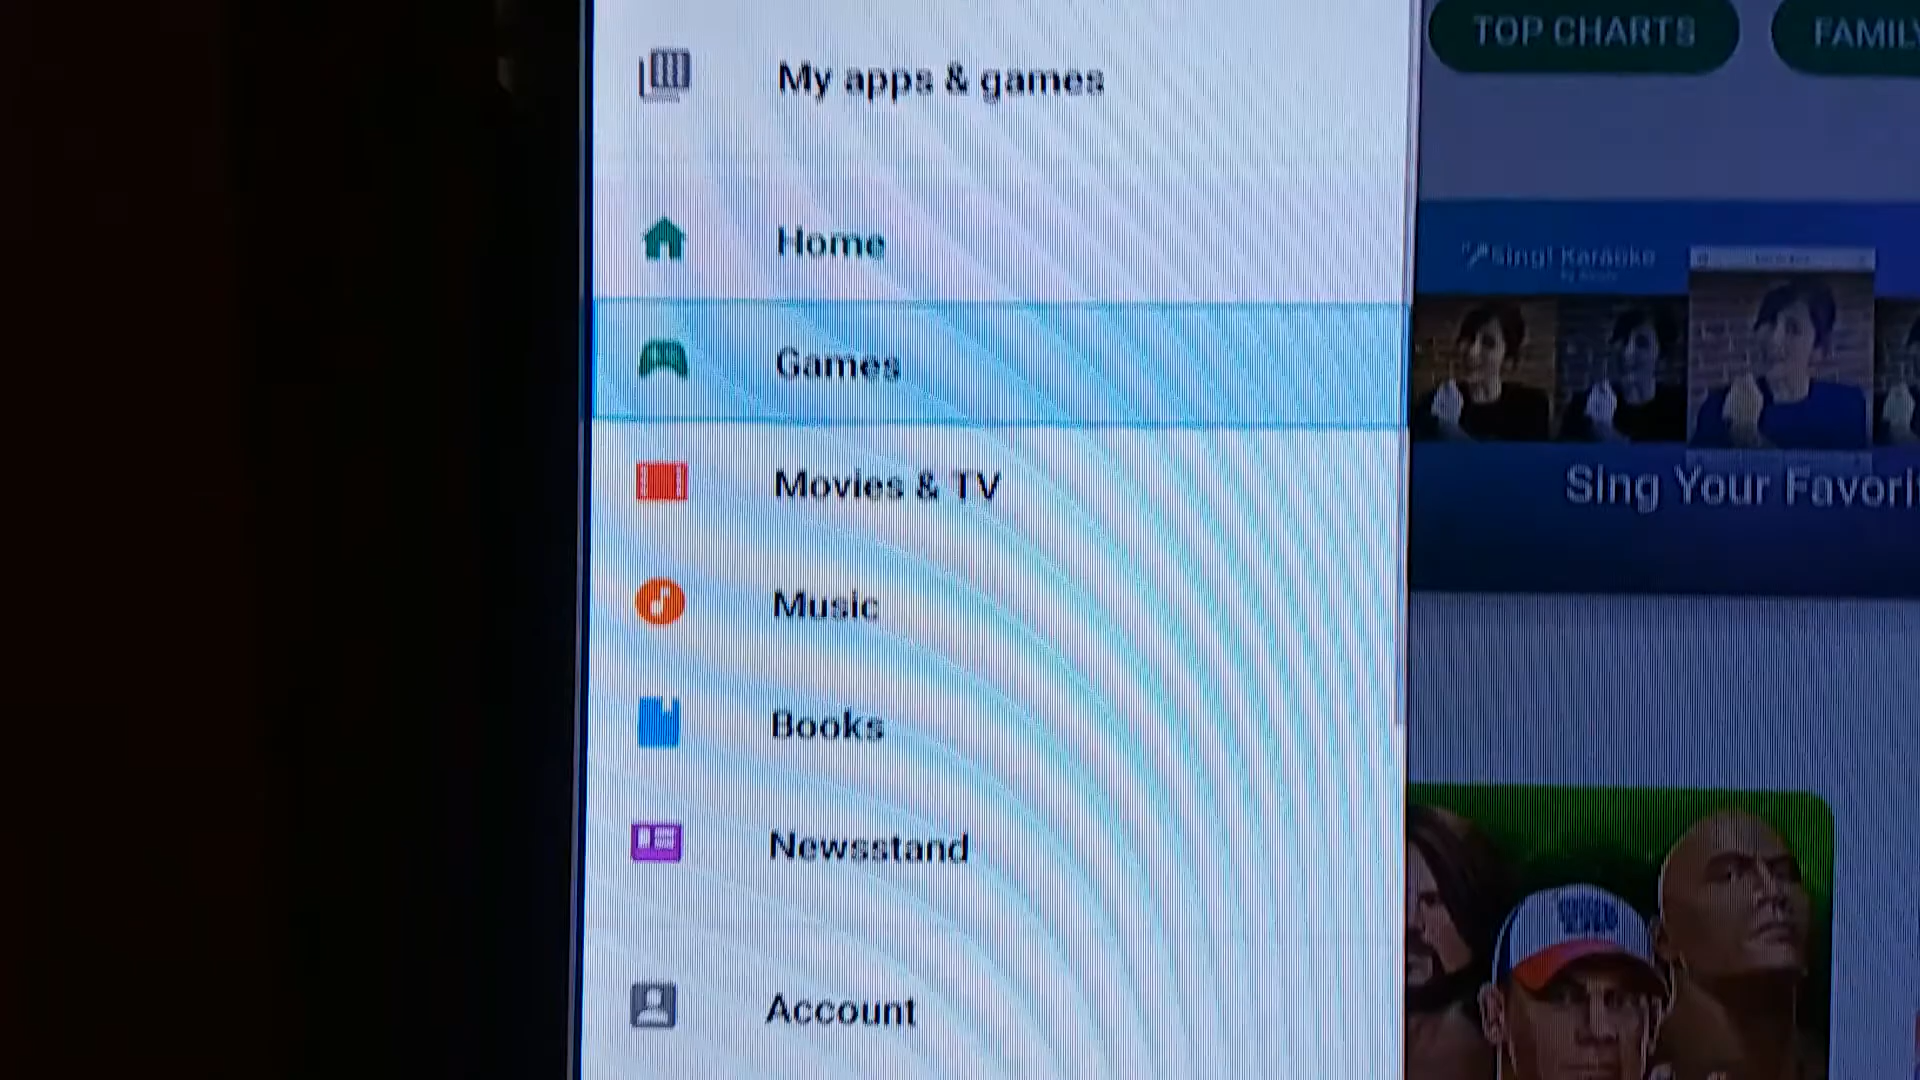 My apps & games
Home
Games
Movies & TV
Music
Books
Newsstand
Account
TOP CHARTS
FAMILY
Sing! Karaoke
Sing Your Favori